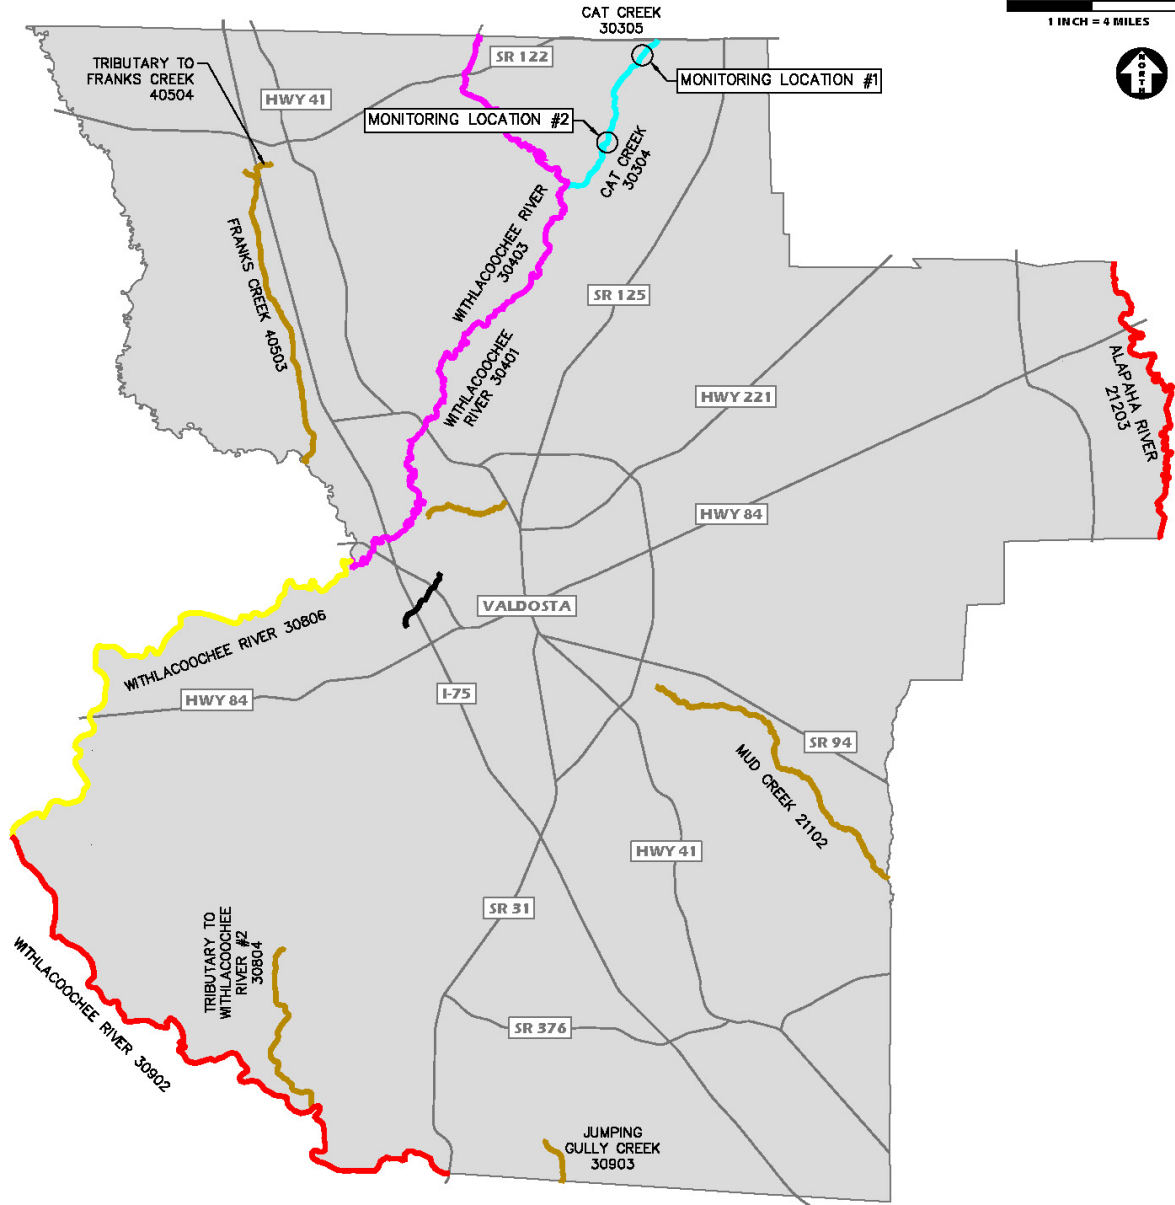 CAT CREEK
30305
1 INCH = 4 MILES
NORTH
SR 122
TRIBUTARY TO
FRANKS CREEK
40504
MONITORING LOCATION #1
HWY 41
MONITORING LOCATION #2
CAT CREEK
30304
WITHLACOOCHEE RIVER
30403
FRANKS CREEK 40503
SR 125
WITHLACOOCHEE
RIVER 30401
ALAPAHA RIVER
21203
HWY 221
HWY 84
VALDOSTA
WITHLACOOCHEE RIVER 30806
HWY 84
I-75
SR 94
MUD CREEK 21102
HWY 41
SR 31
TRIBUTARY TO
WITHLACOOCHEE
RIVER #2
30804
WITHLACOOCHEE RIVER 30902
SR 376
JUMPING
GULLY CREEK
30903